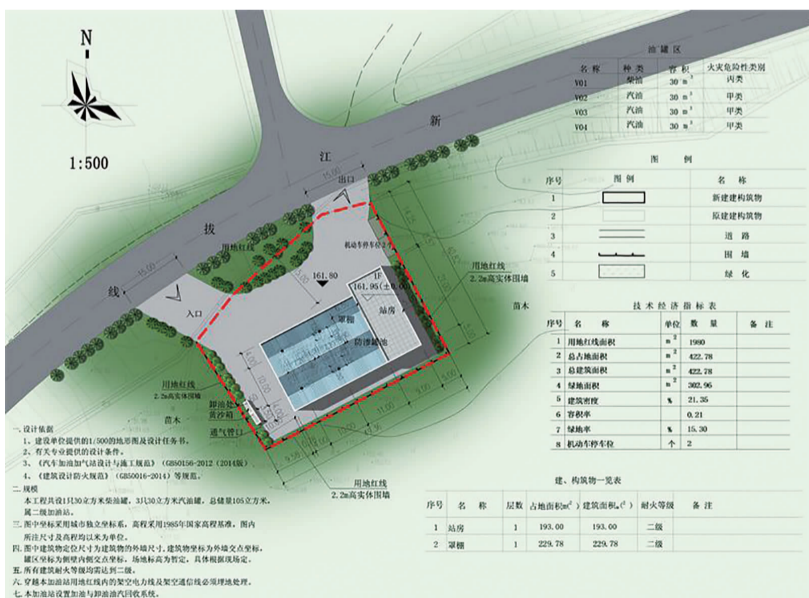 N
1:500
新
江
拔
线
15.00
出口
用地红线
机动车停车位2个
161.80
1F
161.95(±0.00)
站房
罩棚
防渗罐池
15.00
入口
用地红线
2.2m高实体围墙
苗木
用地红线
2.2m高实体围墙
卸油处
黄沙箱
苗木
通气管口
用地红线
2.2m高实体围墙
油罐区
名称 种类 容积 火灾危险性类别
V01 柴油 30 m³ 丙类
V02 汽油 30 m³ 甲类
V03 汽油 30 m³ 甲类
V04 汽油 30 m³ 甲类
图 例
序号 图例 名称
1 新建建构筑物
2 原建建构筑物
3 道路
4 围墙
5 绿化
技术经济指标表
序号 名称 单位 数量 备注
1 用地红线面积 m² 1980
2 总占地面积 m² 422.78
3 总建筑面积 m² 422.78
4 绿地面积 m² 302.96
5 建筑密度 % 21.35
6 容积率 0.21
7 绿地率 % 15.30
8 机动车停车位 个 2
建、构筑物一览表
序号 名称 层数 占地面积m(²) 建筑面积m(²) 耐火等级 备注
1 站房 1 193.00 193.00 二级
2 罩棚 1 229.78 229.78 二级
一.设计依据
1、建设单位提供的1/500的地形图及设计任务书。
2、有关专业提供的设计条件。
3、《汽车加油加气站设计与施工规范》(GB50156-2012(2014版)
4、《建筑设计防火规范》(GB50016-2014)等规范。
二.规模
本工程共设1只30立方米柴油罐,3只30立方米汽油罐,总储量105立方米,
属二级加油站。
三.图中坐标采用城市独立坐标系,高程采用1985年国家高程基准。图内
所注尺寸及高程均以米为单位。
四.图中建筑物定位尺寸为建筑物的外墙尺寸,建筑物坐标为外墙交点坐标,
罐区坐标为侧壁内侧交点坐标,场地标高为暂定,具体根据现场定。
五.所有建筑耐火等级均需达到二级。
六.穿越本加油站用地红线内的架空电力线及架空通信线必须埋地处理。
七.本加油站设置加油与卸油油汽回收系统。